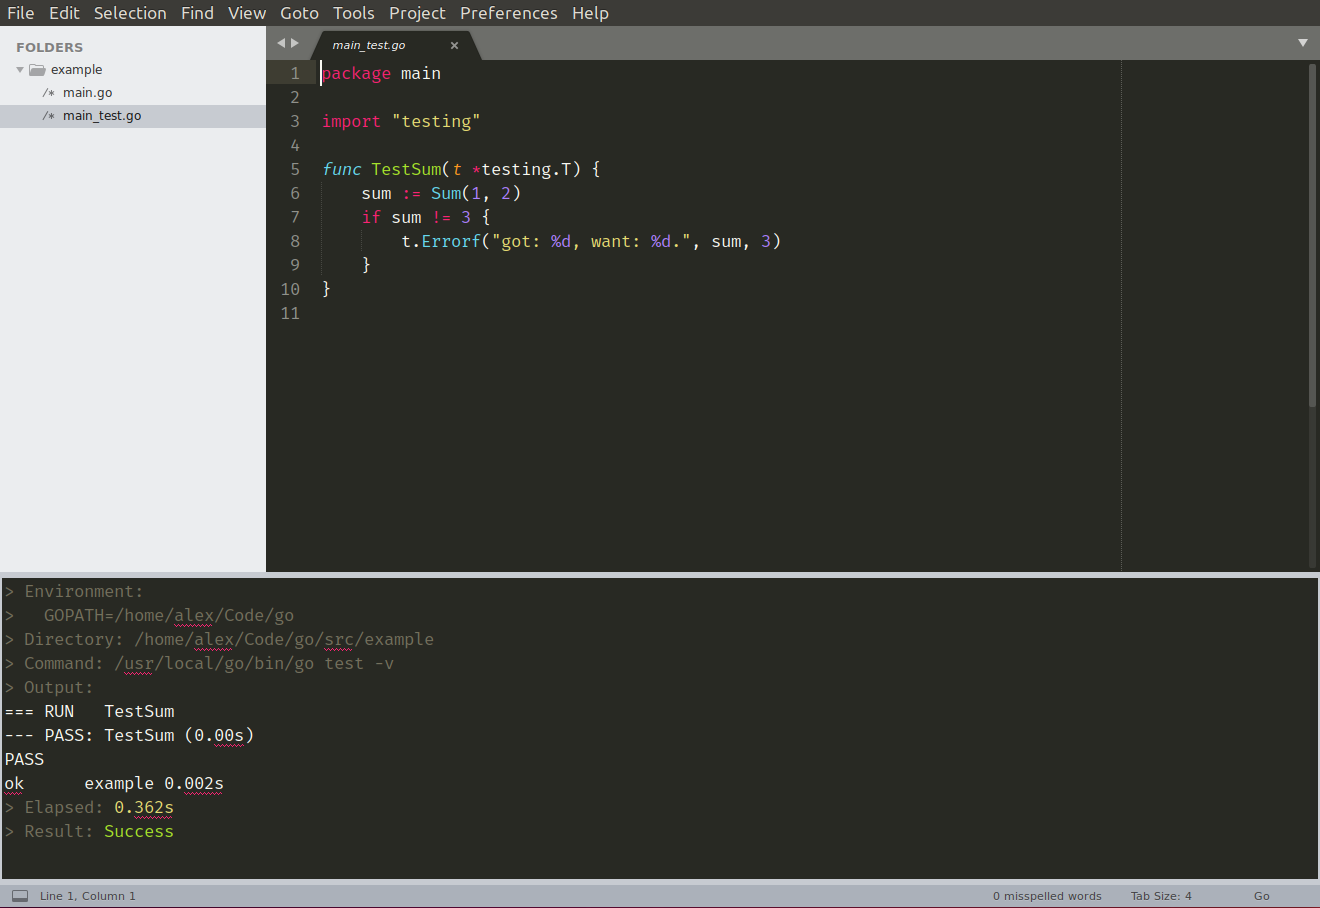 File Edit Selection Find View Goto Tools Project Preferences Help
FOLDERS
example
/* main.go
/* main_test.go
main_test.go ×
1 package main
2
3 import "testing"
4
5 func TestSum(t *testing.T) {
6     sum := Sum(1, 2)
7     if sum != 3 {
8         t.Errorf("got: %d, want: %d.", sum, 3)
9     }
10 }
11
> Environment:
>   GOPATH=/home/alex/Code/go
> Directory: /home/alex/Code/go/src/example
> Command: /usr/local/go/bin/go test -v
> Output:
=== RUN   TestSum
--- PASS: TestSum (0.00s)
PASS
ok      example 0.002s
> Elapsed: 0.362s
> Result: Success
Line 1, Column 1 0 misspelled words Tab Size: 4 Go